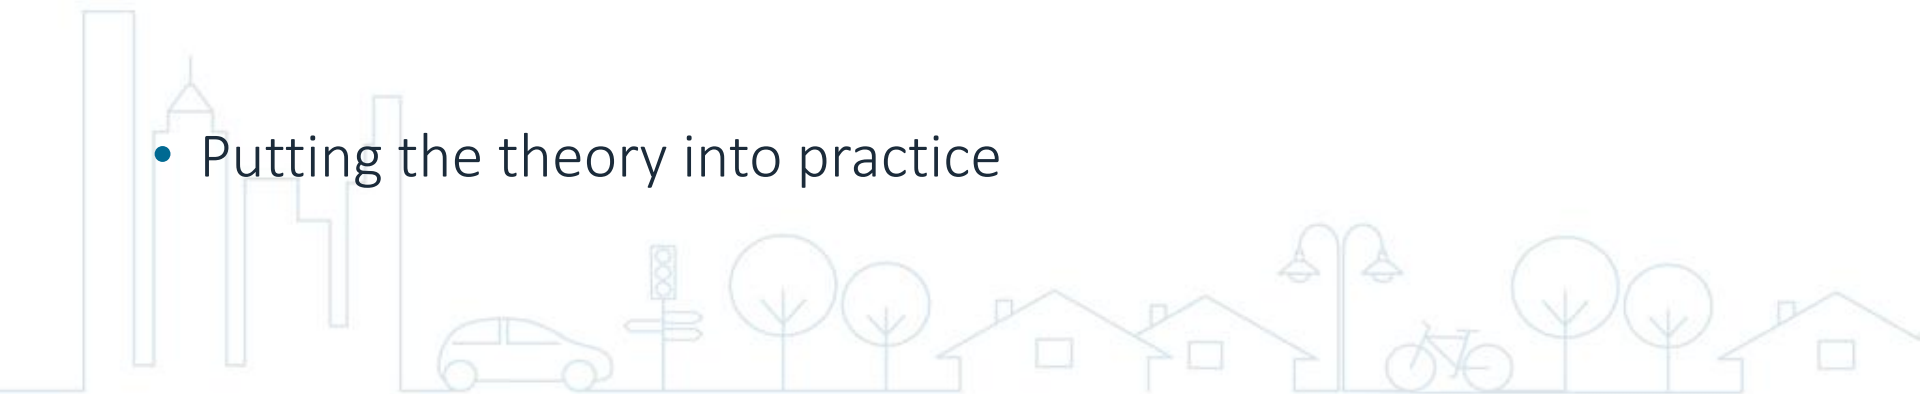 • Putting the theory into practice